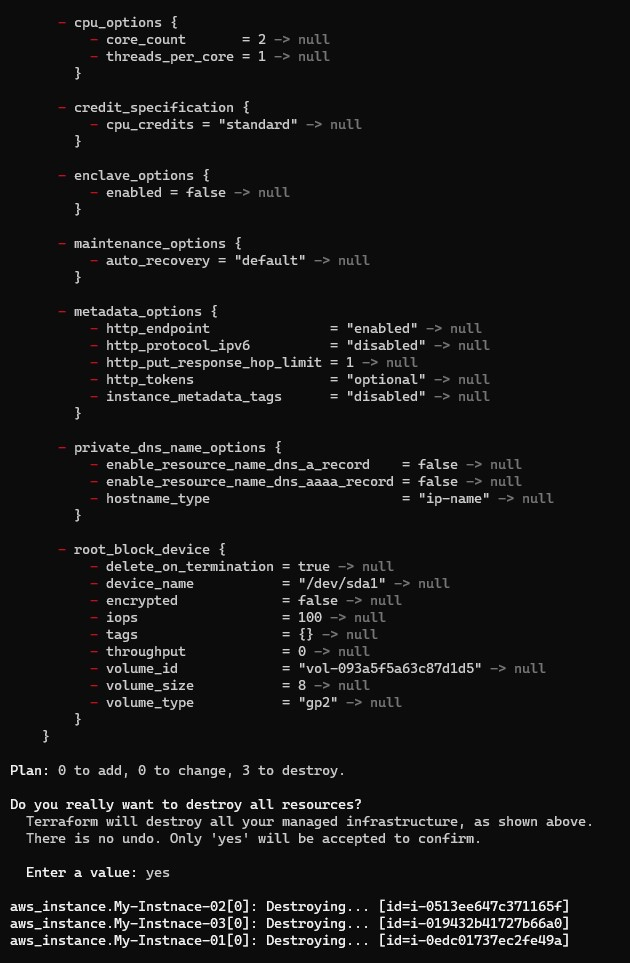 - cpu_options {
- core_count       = 2 -> null
- threads_per_core = 1 -> null
}
- credit_specification {
- cpu_credits = "standard" -> null
}
- enclave_options {
- enabled = false -> null
}
- maintenance_options {
- auto_recovery = "default" -> null
}
- metadata_options {
- http_endpoint               = "enabled" -> null
- http_protocol_ipv6          = "disabled" -> null
- http_put_response_hop_limit = 1 -> null
- http_tokens                 = "optional" -> null
- instance_metadata_tags      = "disabled" -> null
}
- private_dns_name_options {
- enable_resource_name_dns_a_record    = false -> null
- enable_resource_name_dns_aaaa_record = false -> null
- hostname_type                        = "ip-name" -> null
}
- root_block_device {
- delete_on_termination = true -> null
- device_name           = "/dev/sda1" -> null
- encrypted             = false -> null
- iops                  = 100 -> null
- tags                  = {} -> null
- throughput            = 0 -> null
- volume_id             = "vol-093a5f5a63c87d1d5" -> null
- volume_size           = 8 -> null
- volume_type           = "gp2" -> null
}
}
Plan: 0 to add, 0 to change, 3 to destroy.
Do you really want to destroy all resources?
Terraform will destroy all your managed infrastructure, as shown above.
There is no undo. Only 'yes' will be accepted to confirm.
Enter a value: yes
aws_instance.My-Instnace-02[0]: Destroying... [id=i-0513ee647c371165f]
aws_instance.My-Instnace-03[0]: Destroying... [id=i-019432b41727b66a0]
aws_instance.My-Instnace-01[0]: Destroying... [id=i-0edc01737ec2fe49a]